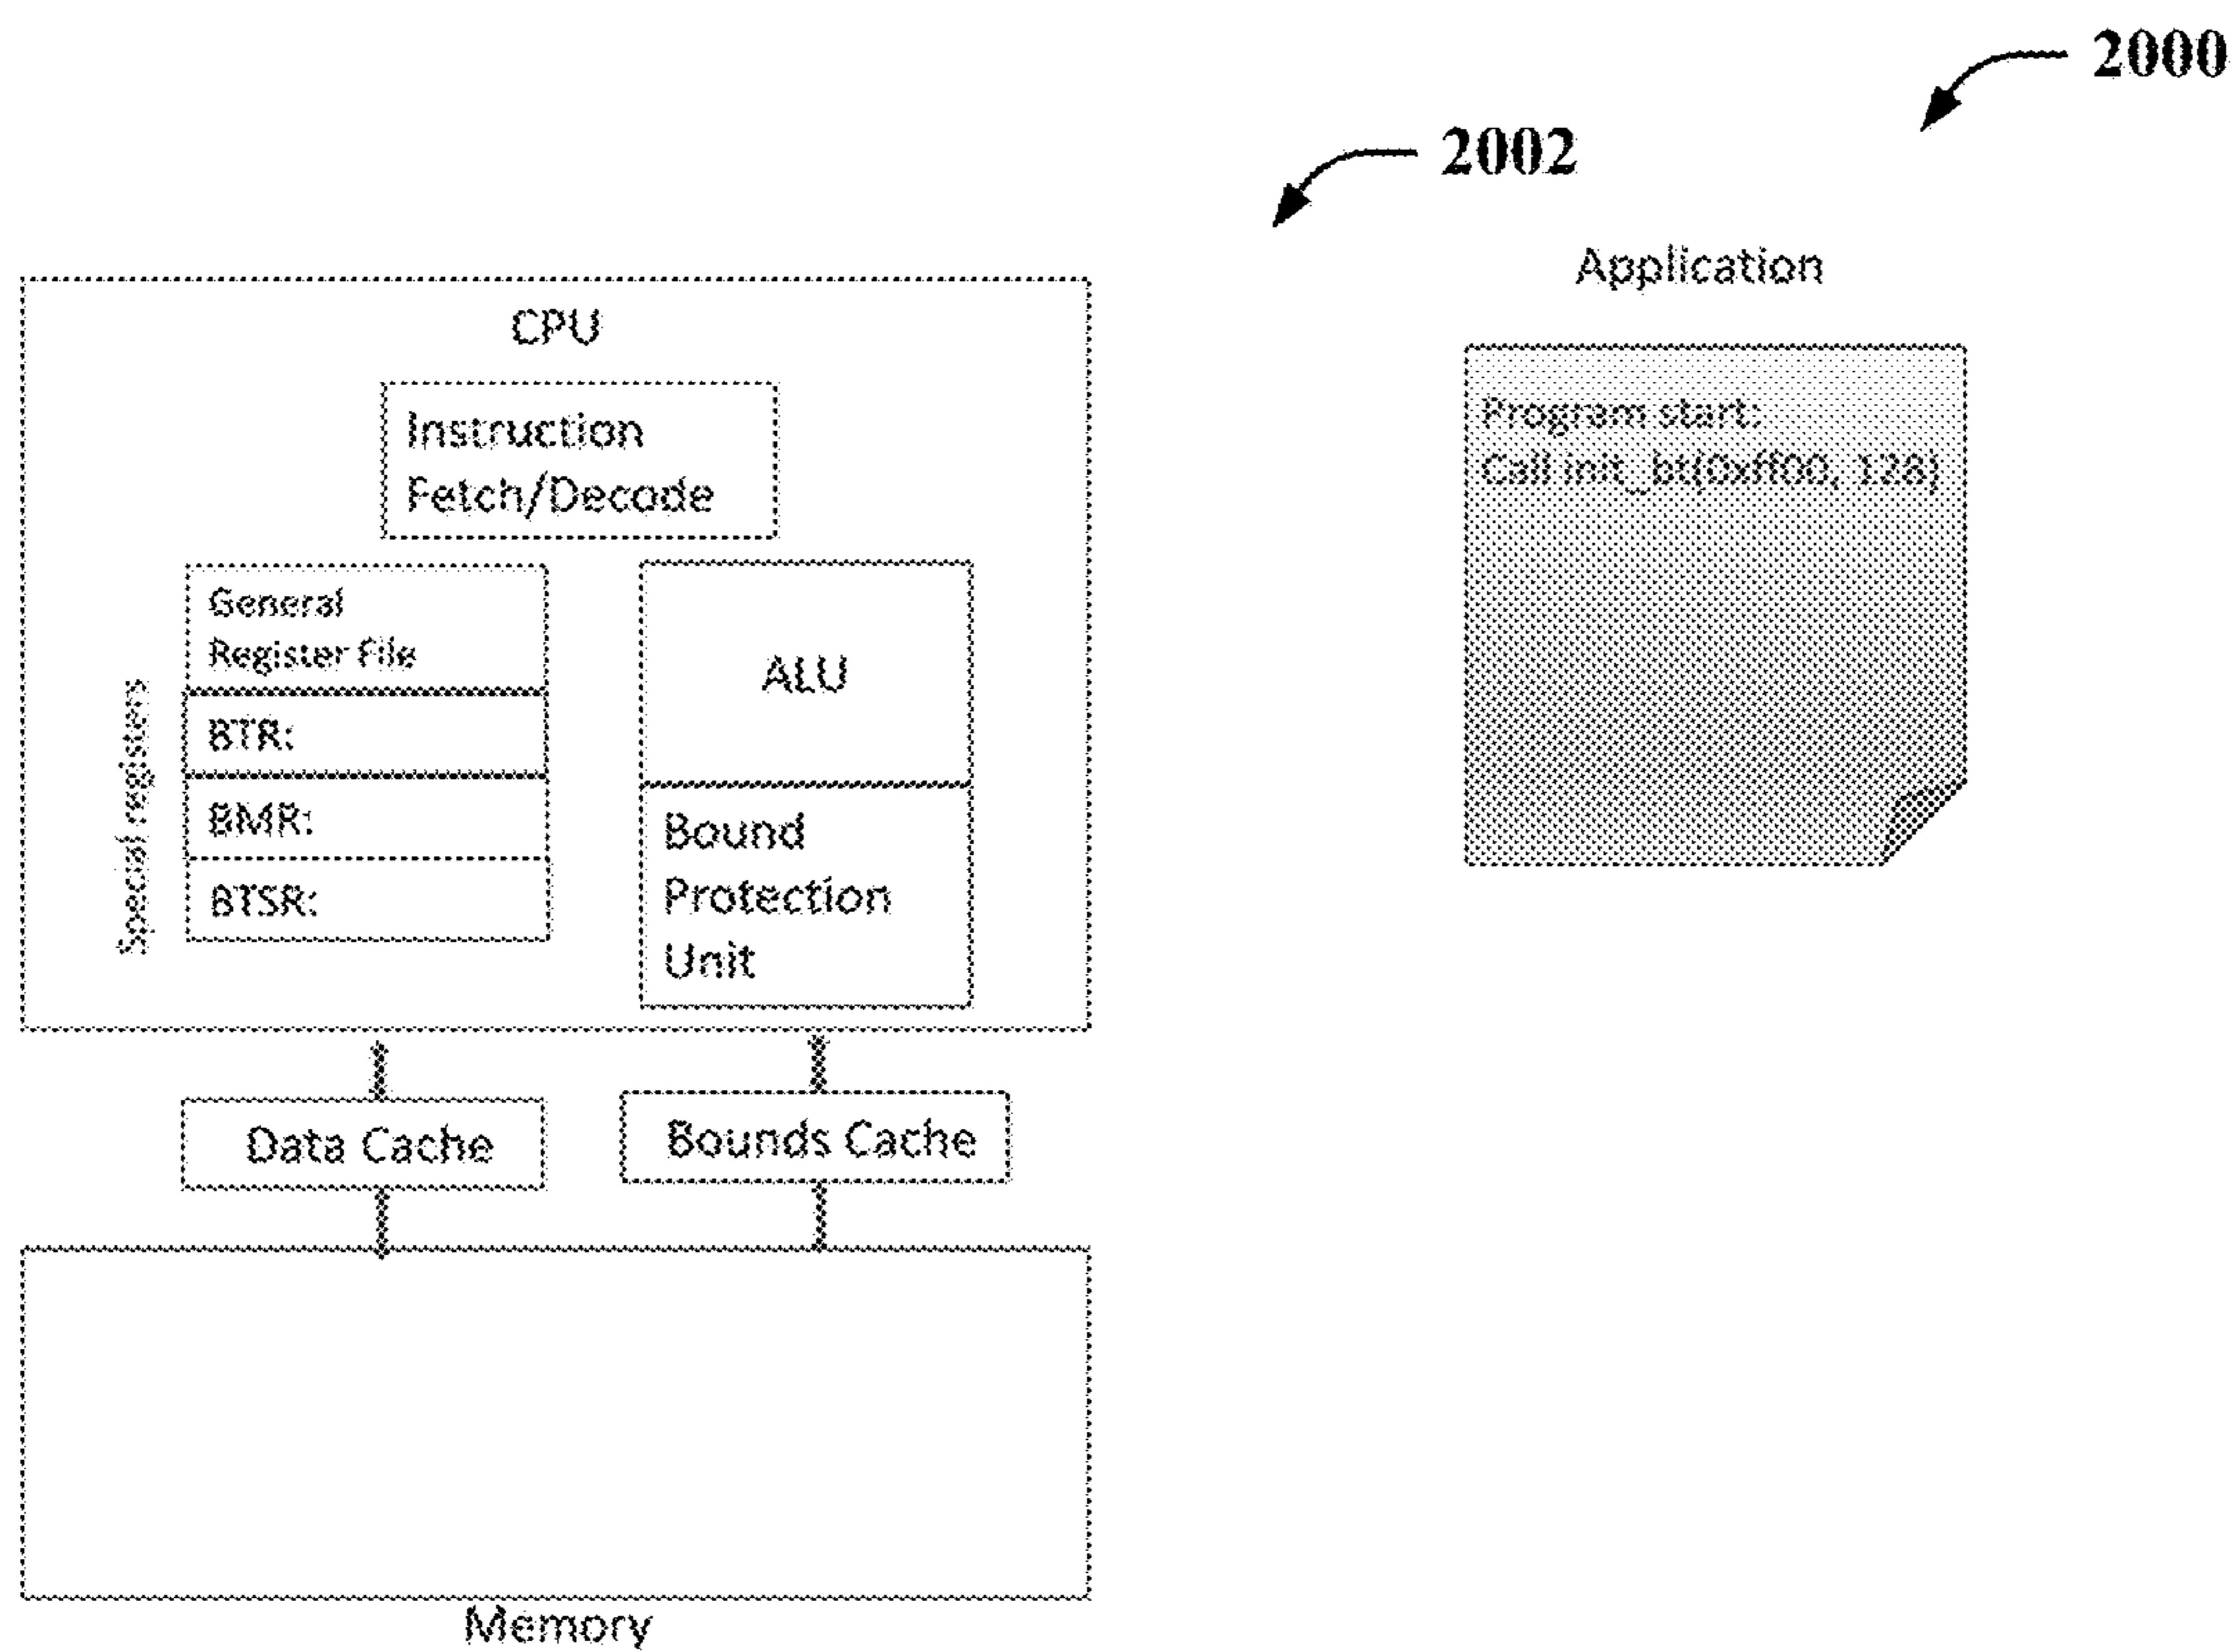 2000
2002
Application
CPU
Instruction
Fetch/Decode
Program start:
Call init_bt(0xff00, 128)
General
Register File
ALU
Special registers
BTR:
BMR:
BTSR:
Bound
Protection
Unit
Data Cache
Bounds Cache
Memory